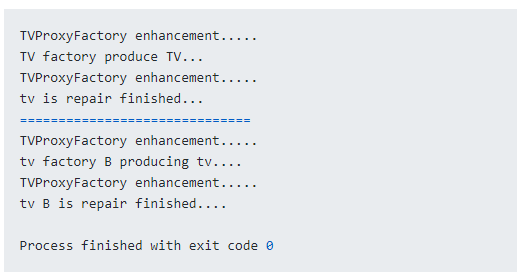 TVProxyFactory enhancement.....
TV factory produce TV...
TVProxyFactory enhancement.....
tv is repair finished...
==============================
TVProxyFactory enhancement.....
tv factory B producing tv....
TVProxyFactory enhancement.....
tv B is repair finished....
Process finished with exit code 0